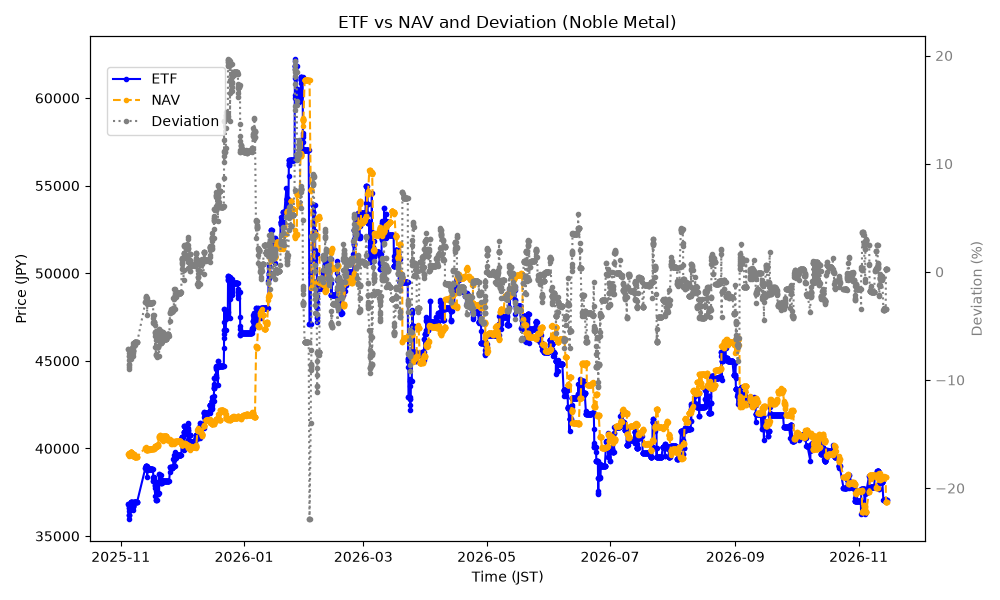 ETF vs NAV and Deviation (Noble Metal)
ETF
NAV
Deviation
Price (JPY)
60000
55000
50000
45000
40000
35000
20
10
0
−10
−20
Deviation (%)
2025-11
2026-01
2026-03
2026-05
2026-07
2026-09
2026-11
Time (JST)